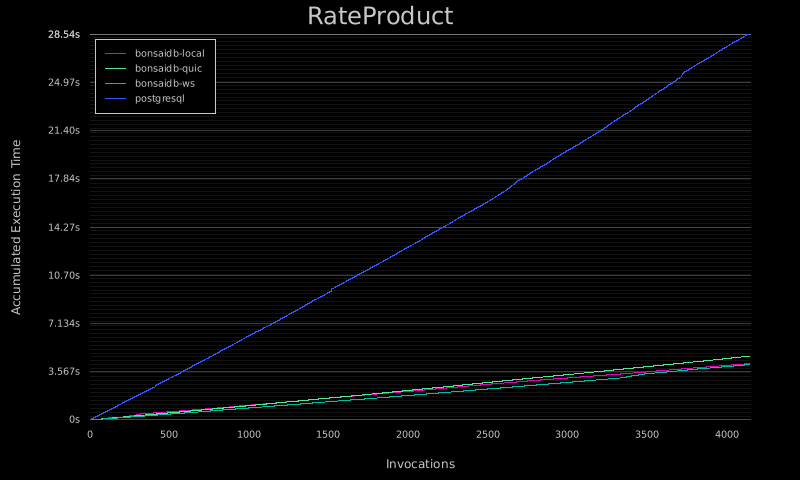 RateProduct
28.54s
24.97s
21.40s
17.84s
14.27s
10.70s
7.134s
3.567s
0s
Accumulated Execution Time
bonsaidb-local
bonsaidb-quic
bonsaidb-ws
postgresql
0 500 1000 1500 2000 2500 3000 3500 4000
Invocations